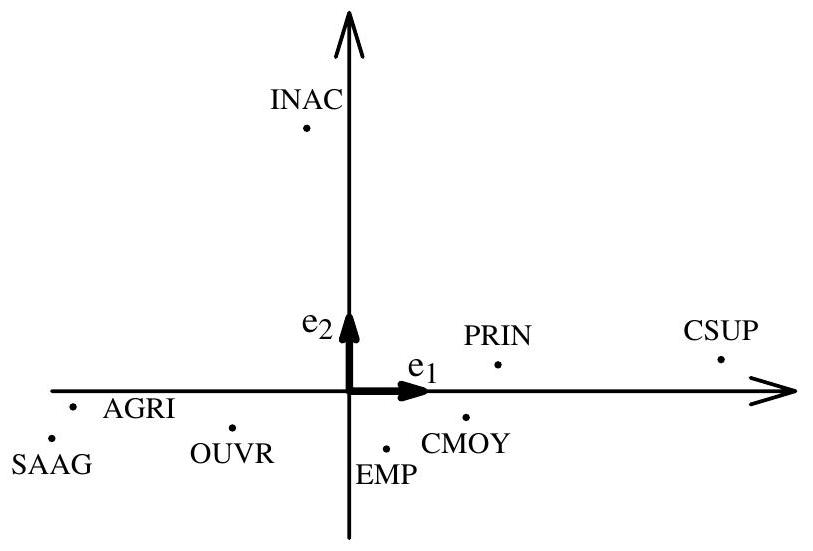 INAC
e2
PRIN
CSUP
e1
AGRI
OUVR
CMOY
SAAG
EMP